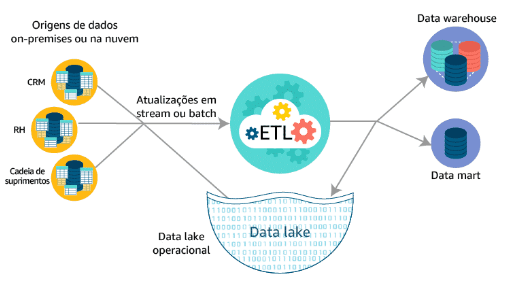 Origens de dados
on-premises ou na nuvem
Data warehouse
CRM
Atualizações em
stream ou batch
RH
ETL
Cadeia de
suprimentos
Data mart
Data lake
operacional
Data lake